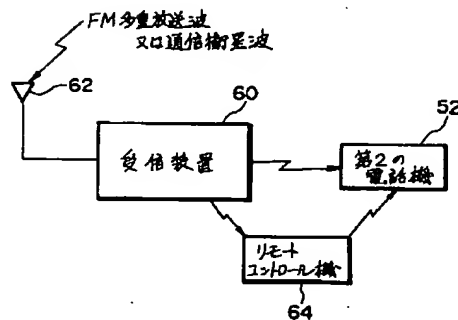 FM多重放送波
又は通信衛星波
62
60
受信装置
52
第2の
電話機
リモート
コントロール機
64